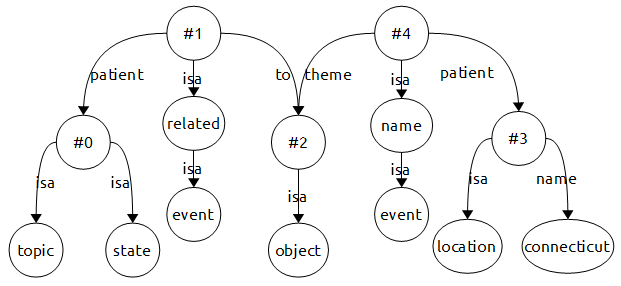 #1 #4
patient isa to theme isa patient
related name
#0 #2 #3
isa isa isa isa isa isa name
event event
topic state object location connecticut